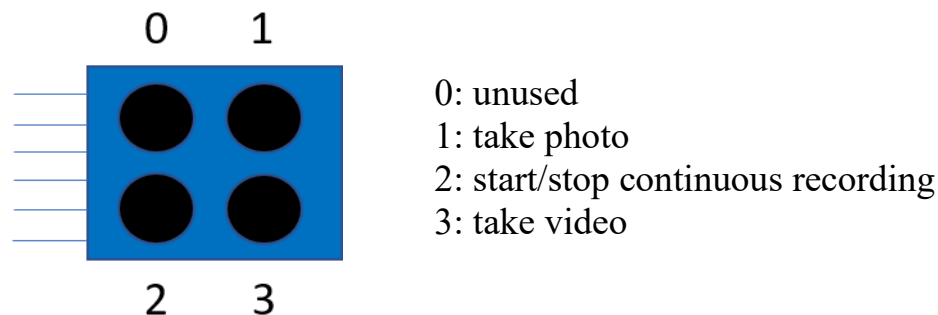 0 1
0: unused
1: take photo
2: start/stop continuous recording
3: take video
2 3